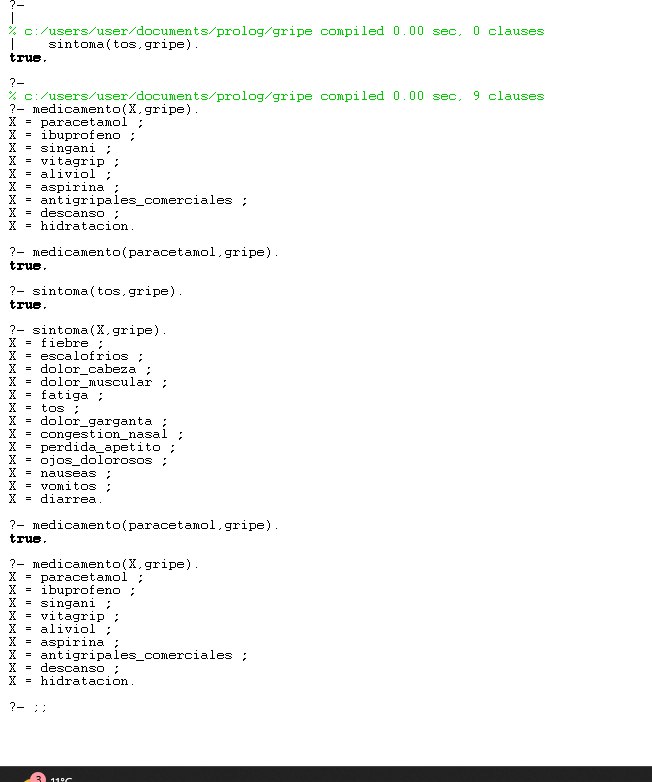 ?-
|
% c:/users/user/documents/prolog/gripe compiled 0.00 sec, 0 clauses
|    sintoma(tos,gripe).
true.
?-
% c:/users/user/documents/prolog/gripe compiled 0.00 sec, 9 clauses
?- medicamento(X,gripe).
X = paracetamol ;
X = ibuprofeno ;
X = singani ;
X = vitagrip ;
X = aliviol ;
X = aspirina ;
X = antigripales_comerciales ;
X = descanso ;
X = hidratacion.
?- medicamento(paracetamol,gripe).
true.
?- sintoma(tos,gripe).
true.
?- sintoma(X,gripe).
X = fiebre ;
X = escalofrios ;
X = dolor_cabeza ;
X = dolor_muscular ;
X = fatiga ;
X = tos ;
X = dolor_garganta ;
X = congestion_nasal ;
X = perdida_apetito ;
X = ojos_dolorosos ;
X = nauseas ;
X = vomitos ;
X = diarrea.
?- medicamento(paracetamol,gripe).
true.
?- medicamento(X,gripe).
X = paracetamol ;
X = ibuprofeno ;
X = singani ;
X = vitagrip ;
X = aliviol ;
X = aspirina ;
X = antigripales_comerciales ;
X = descanso ;
X = hidratacion.
?- ;;
3 11°C